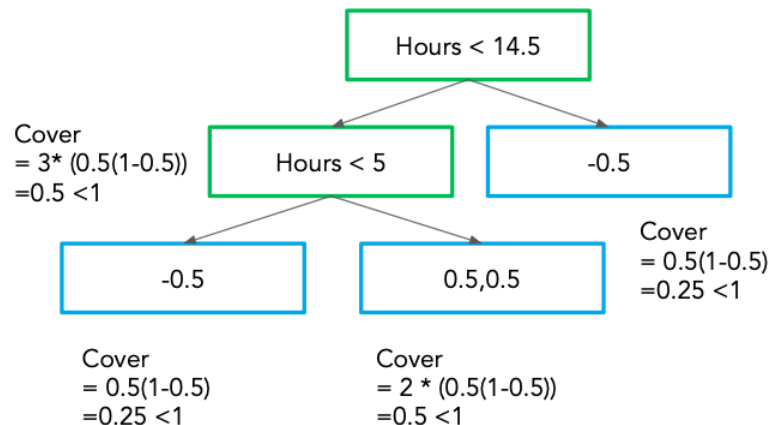 Hours < 14.5
Cover
= 3* (0.5(1-0.5))
=0.5 <1
Hours < 5
-0.5
Cover
= 0.5(1-0.5)
=0.25 <1
-0.5
0.5,0.5
Cover
= 0.5(1-0.5)
=0.25 <1
Cover
= 2 * (0.5(1-0.5))
=0.5 <1